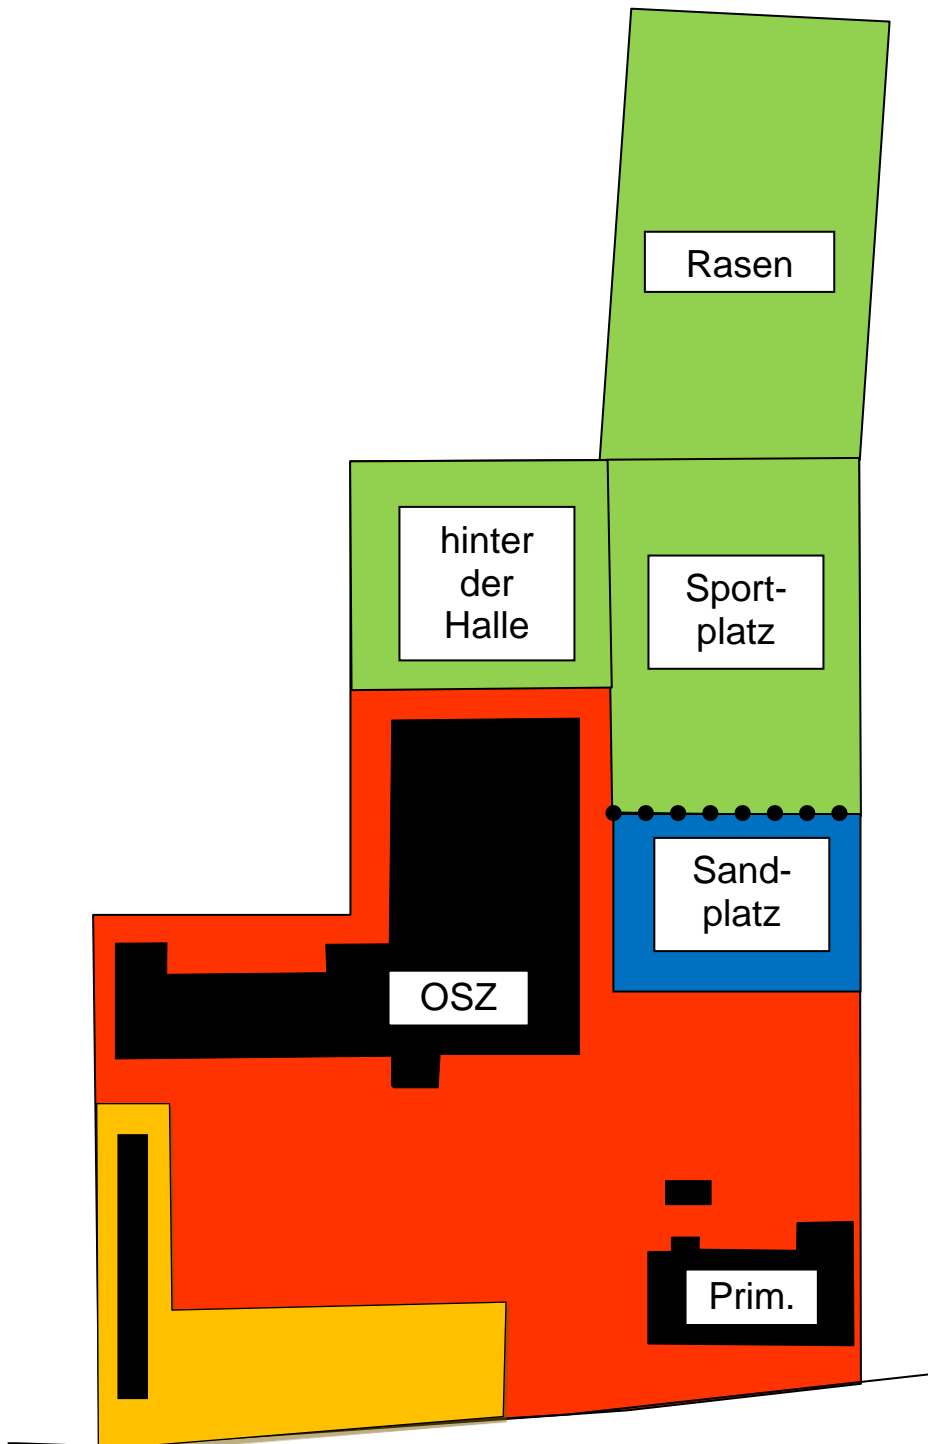 Rasen
hinter
der
Halle
Sport-
platz
Sand-
platz
OSZ
Prim.